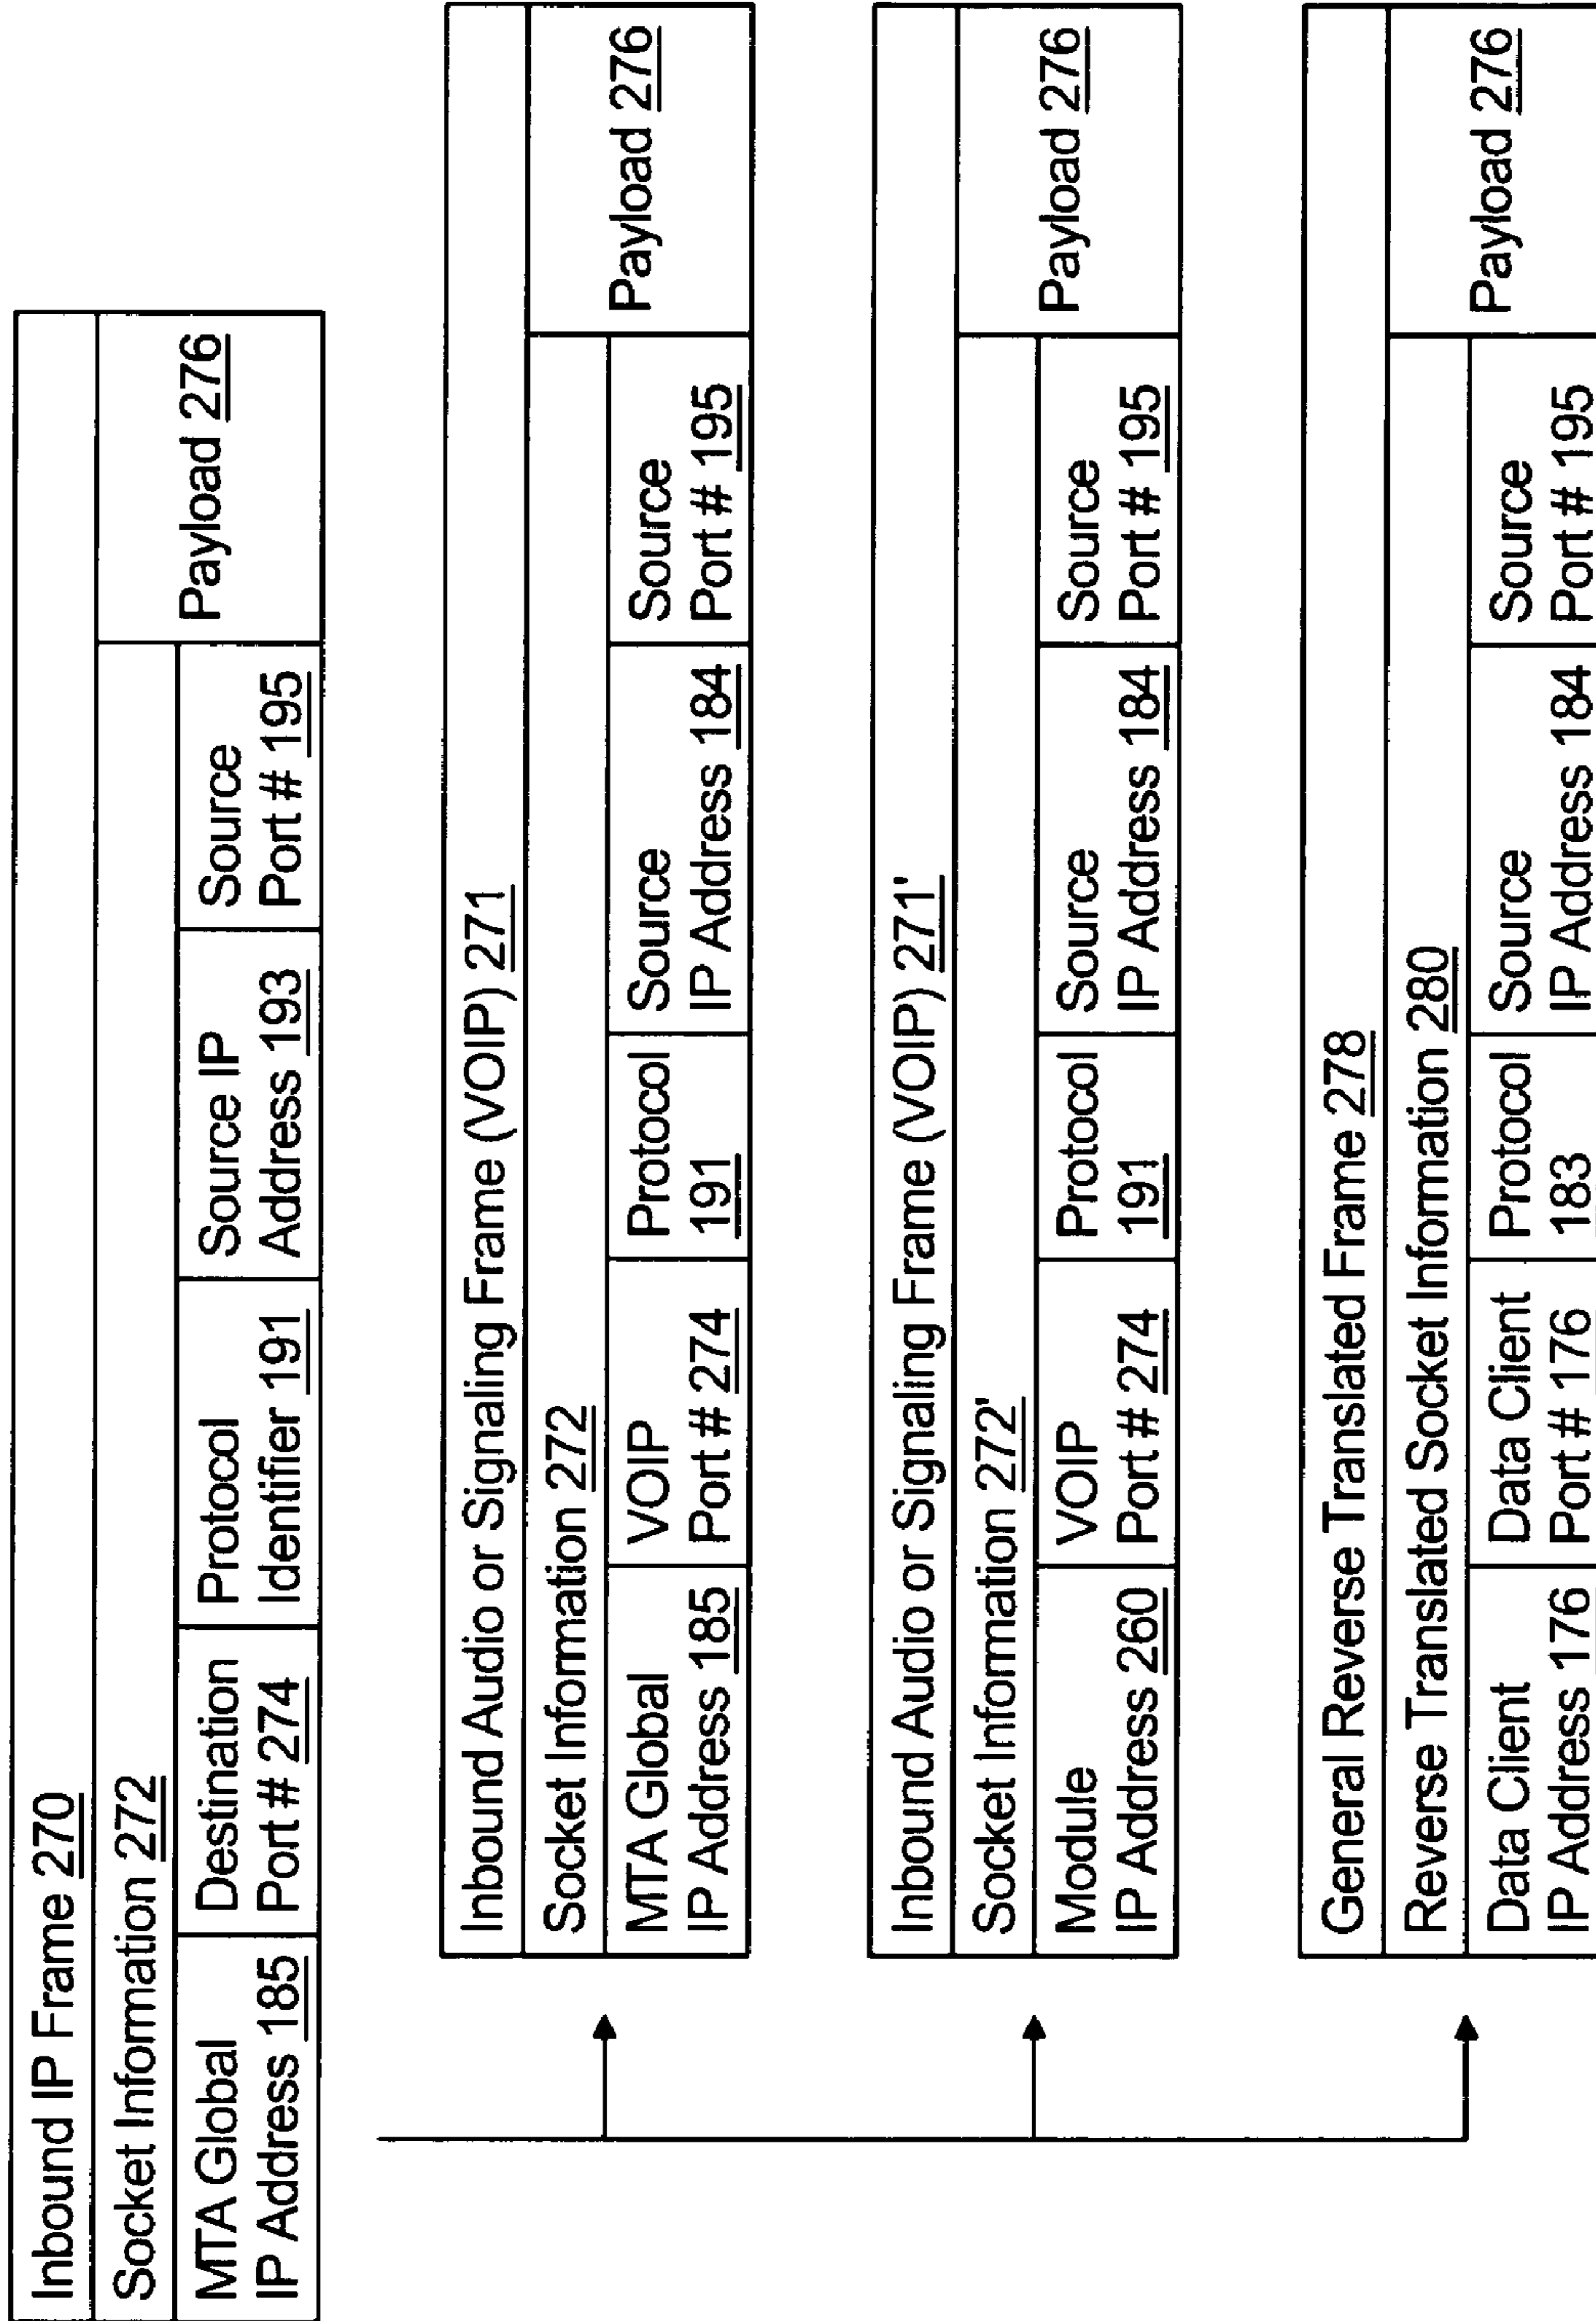 Inbound IP Frame 270
Socket Information 272
MTA Global
IP Address 185
Destination
Port # 274
Protocol
Identifier 191
Source IP
Address 193
Source
Port # 195
Payload 276
Inbound Audio or Signaling Frame (VOIP) 271
Socket Information 272
MTA Global
IP Address 185
VOIP
Port # 274
Protocol
191
Source
IP Address 184
Source
Port # 195
Payload 276
Inbound Audio or Signaling Frame (VOIP) 271'
Socket Information 272'
Module
IP Address 260
VOIP
Port # 274
Protocol
191
Source
IP Address 184
Source
Port # 195
Payload 276
General Reverse Translated Frame 278
Reverse Translated Socket Information 280
Data Client
IP Address 176
Data Client
Port # 176
Protocol
183
Source
IP Address 184
Source
Port # 195
Payload 276